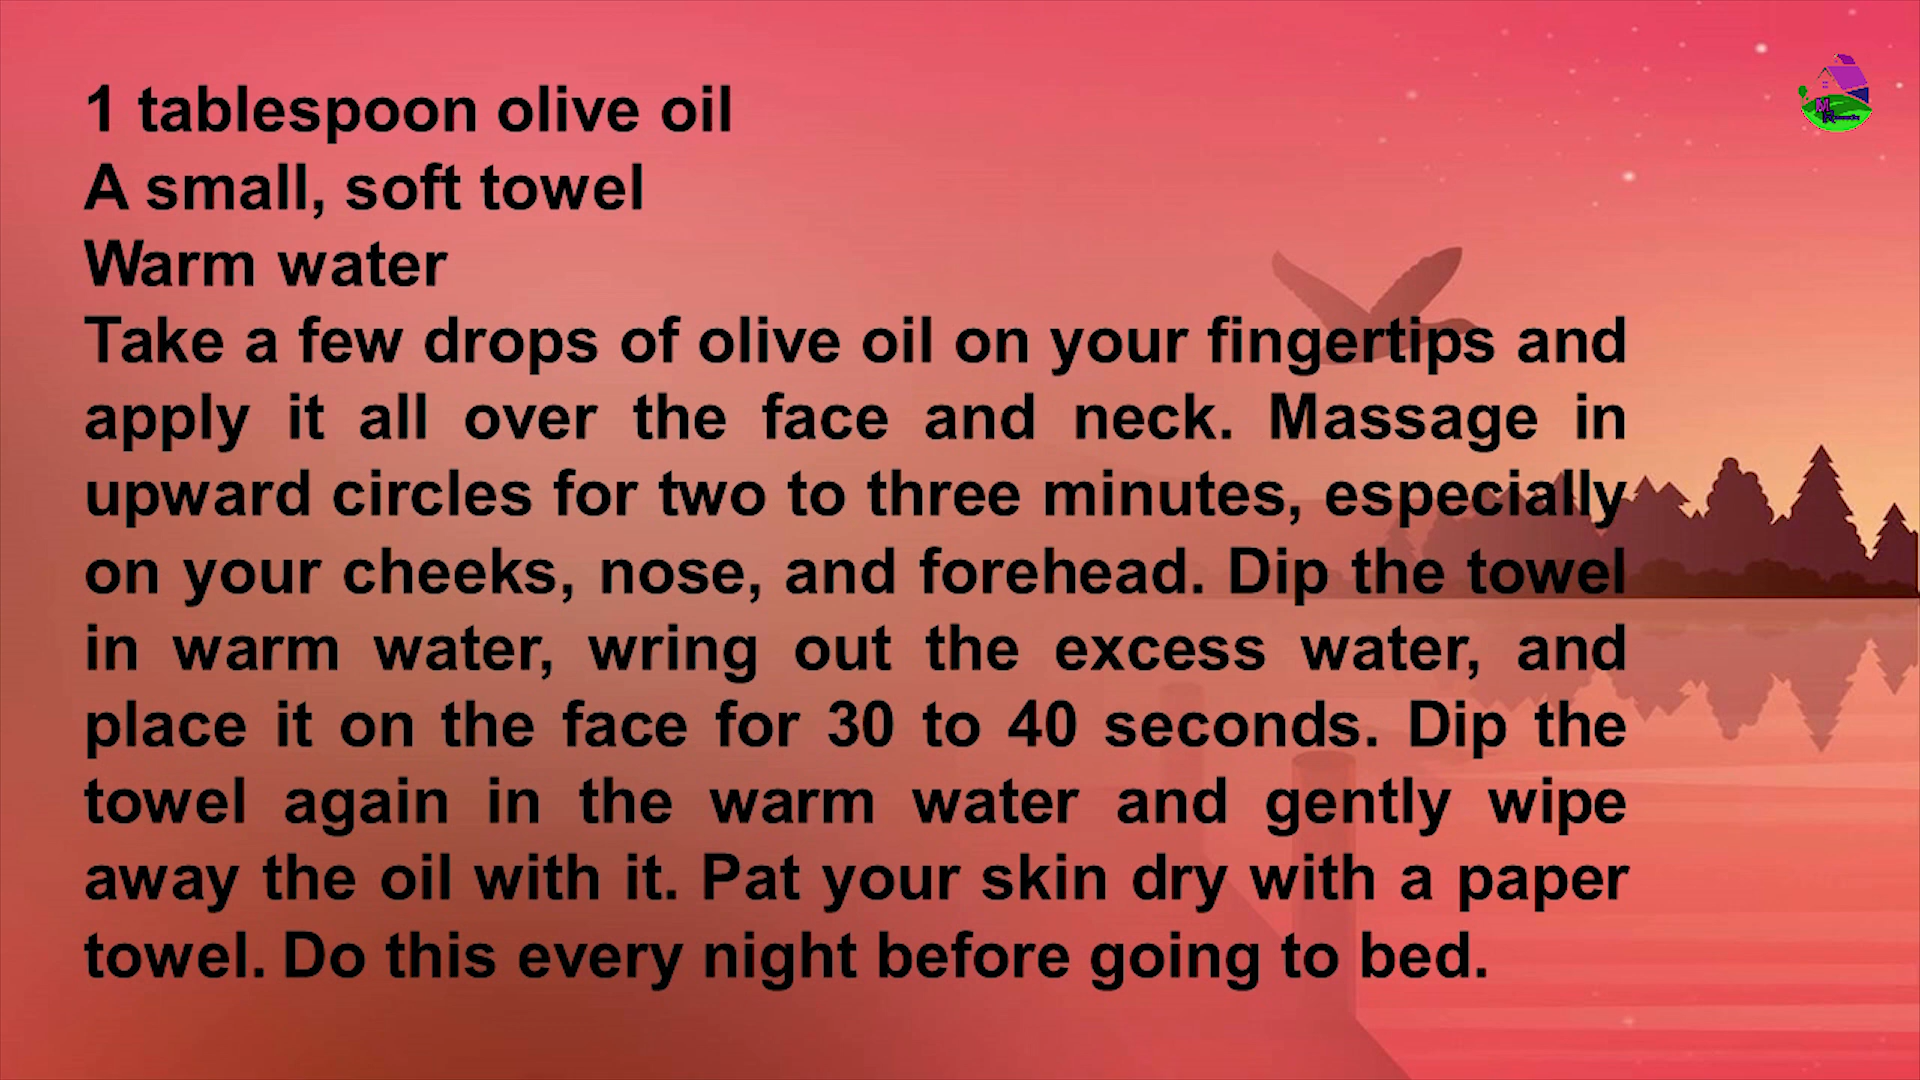 1 tablespoon olive oil
A small, soft towel
Warm water
Take a few drops of olive oil on your fingertips and
apply it all over the face and neck. Massage in
upward circles for two to three minutes, especially
on your cheeks, nose, and forehead. Dip the towel
in warm water, wring out the excess water, and
place it on the face for 30 to 40 seconds. Dip the
towel again in the warm water and gently wipe
away the oil with it. Pat your skin dry with a paper
towel. Do this every night before going to bed.